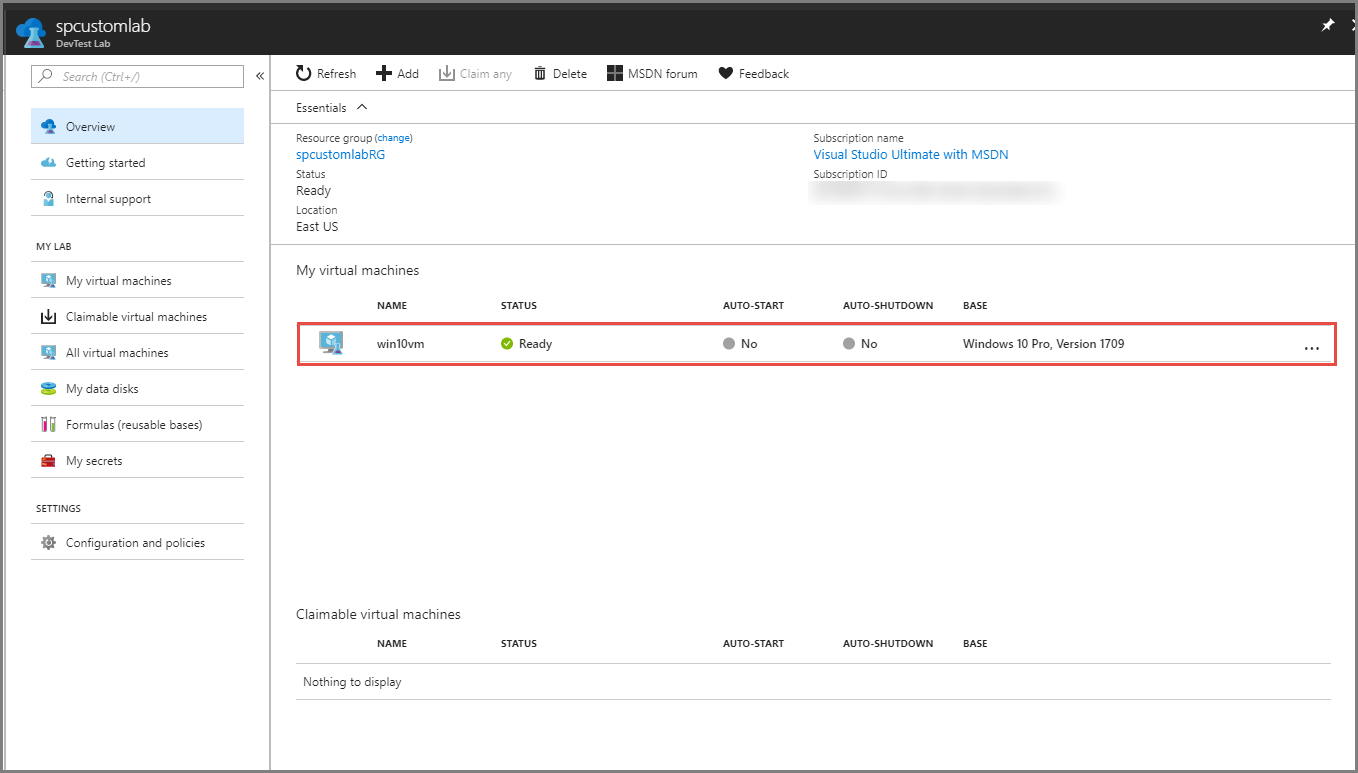 spcustomlab
DevTest Lab
Search (Ctrl+/)
«
Overview
Getting started
Internal support
MY LAB
My virtual machines
Claimable virtual machines
All virtual machines
My data disks
Formulas (reusable bases)
My secrets
SETTINGS
Configuration and policies
Refresh Add Claim any Delete MSDN forum Feedback
Essentials
Resource group (change)
spcustomlabRG
Status
Ready
Location
East US
Subscription name
Visual Studio Ultimate with MSDN
Subscription ID
My virtual machines
NAME STATUS AUTO-START AUTO-SHUTDOWN BASE
win10vm Ready No No Windows 10 Pro, Version 1709 ...
Claimable virtual machines
NAME STATUS AUTO-START AUTO-SHUTDOWN BASE
Nothing to display